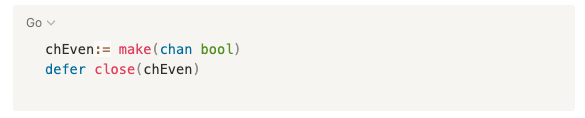 Go
chEven:= make(chan bool)
defer close(chEven)